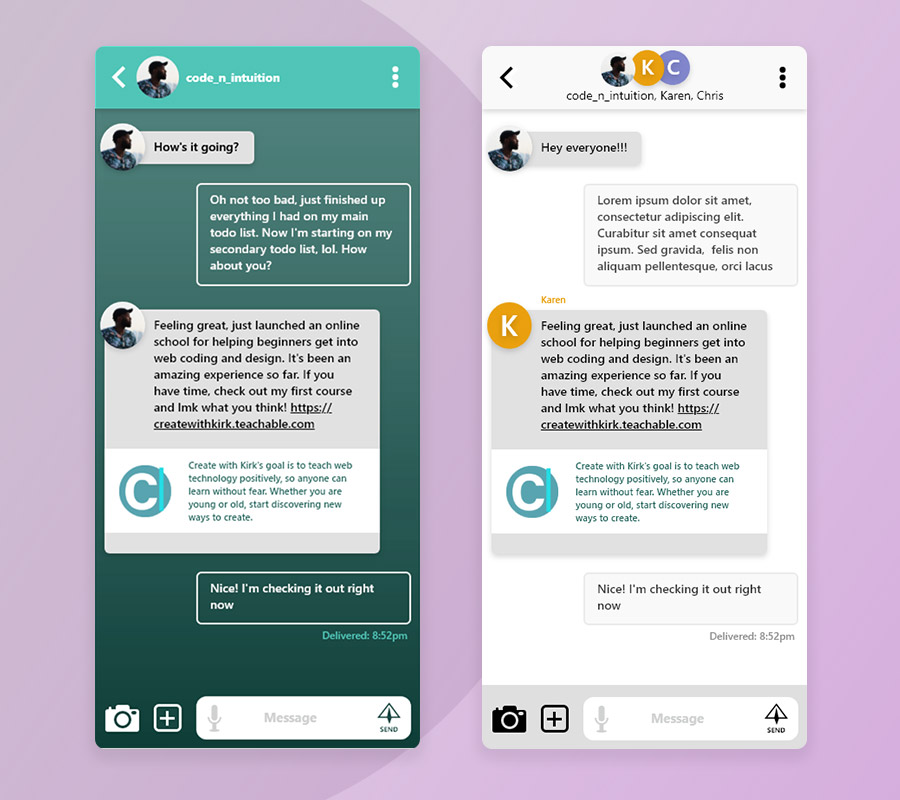 code_n_intuition
How's it going?
Oh not too bad, just finished up
everything I had on my main
todo list. Now I'm starting on my
secondary todo list, lol. How
about you?
Feeling great, just launched an online
school for helping beginners get into
web coding and design. It's been an
amazing experience so far. If you
have time, check out my first course
and lmk what you think! https://
createwithkirk.teachable.com
C
Create with Kirk's goal is to teach web
technology positively, so anyone can
learn without fear. Whether you are
young or old, start discovering new
ways to create.
Nice! I'm checking it out right
now
Delivered: 8:52pm
Message
SEND
K C
code_n_intuition, Karen, Chris
Hey everyone!!!
Lorem ipsum dolor sit amet,
consectetur adipiscing elit.
Curabitur sit amet consequat
ipsum. Sed gravida,  felis non
aliquam pellentesque, orci lacus
Karen
K
Feeling great, just launched an online
school for helping beginners get into
web coding and design. It's been an
amazing experience so far. If you
have time, check out my first course
and lmk what you think! https://
createwithkirk.teachable.com
C
Create with Kirk's goal is to teach web
technology positively, so anyone can
learn without fear. Whether you are
young or old, start discovering new
ways to create.
Nice! I'm checking it out right
now
Delivered: 8:52pm
Message
SEND